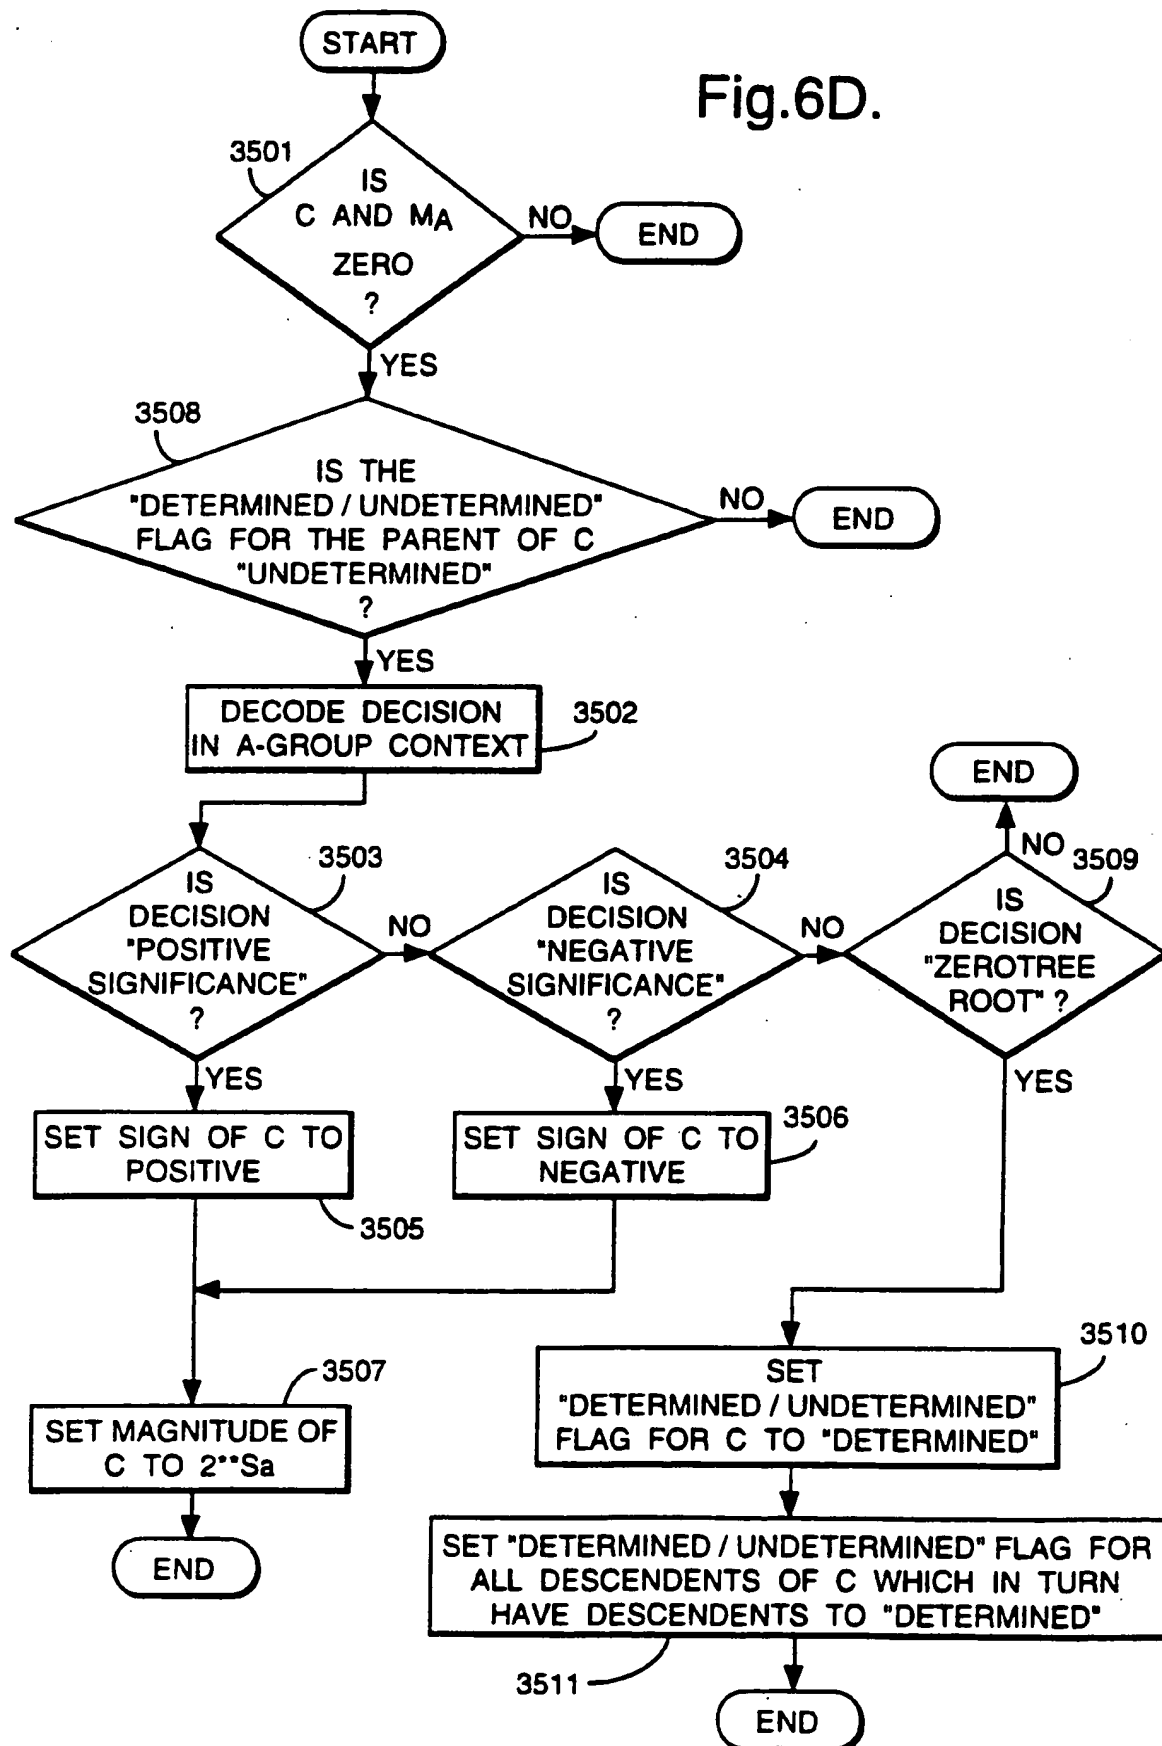 START
Fig.6D.
3501
IS
C AND MA
ZERO
?
NO
END
YES
3508
IS THE
"DETERMINED / UNDETERMINED"
FLAG FOR THE PARENT OF C
"UNDETERMINED"
?
NO
END
YES
DECODE DECISION
IN A-GROUP CONTEXT
3502
END
3503
IS
DECISION
"POSITIVE
SIGNIFICANCE"
?
NO
3504
IS
DECISION
"NEGATIVE
SIGNIFICANCE"
?
NO
NO
3509
IS
DECISION
"ZEROTREE
ROOT" ?
YES
YES
YES
SET SIGN OF C TO
POSITIVE
3505
SET SIGN OF C TO
NEGATIVE
3506
3507
SET MAGNITUDE OF
C TO 2**Sa
END
3510
SET
"DETERMINED / UNDETERMINED"
FLAG FOR C TO "DETERMINED"
SET "DETERMINED / UNDETERMINED" FLAG FOR
ALL DESCENDENTS OF C WHICH IN TURN
HAVE DESCENDENTS TO "DETERMINED"
3511
END